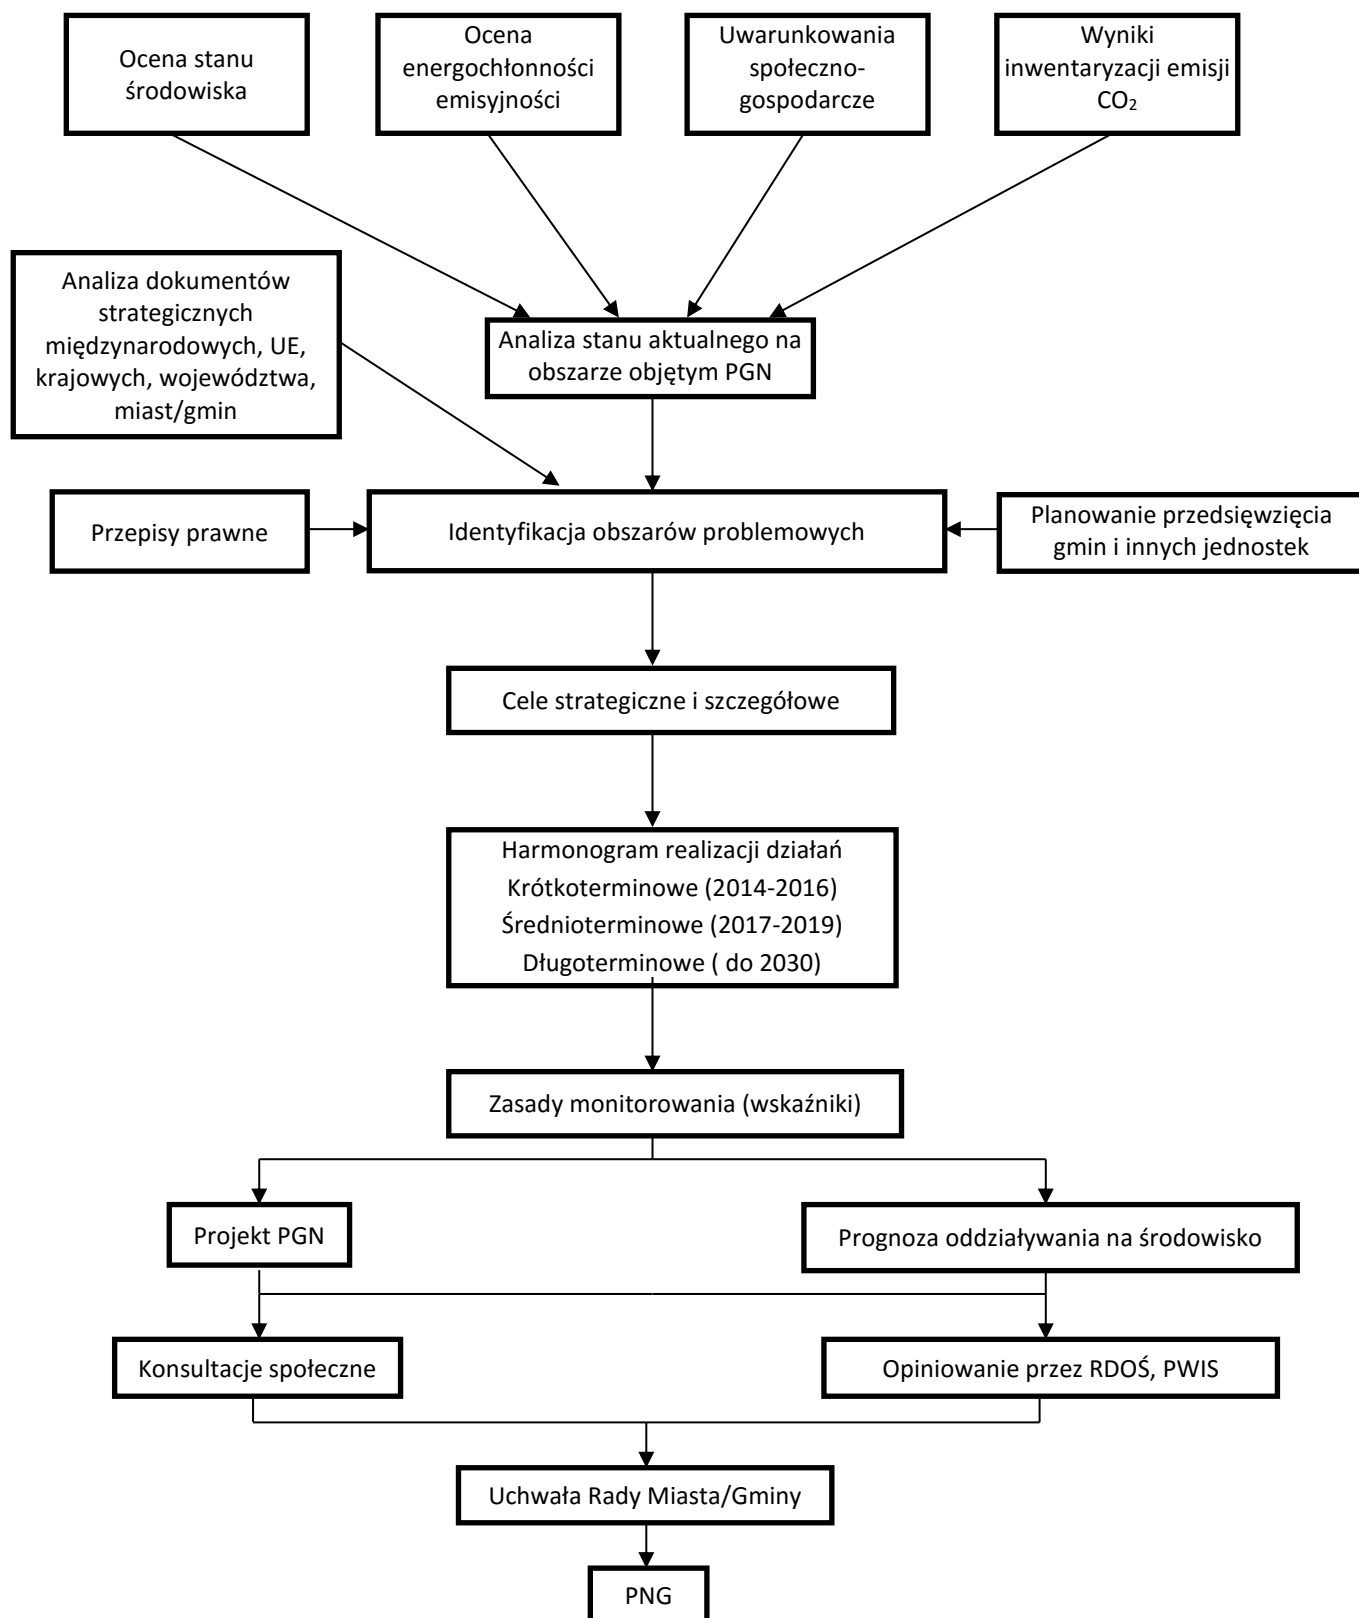 Ocena stanu
środowiska
Ocena
energochłonności
emisyjności
Uwarunkowania
społeczno-
gospodarcze
Wyniki
inwentaryzacji emisji
CO₂
Analiza dokumentów
strategicznych
międzynarodowych, UE,
krajowych, województwa,
miast/gmin
Analiza stanu aktualnego na
obszarze objętym PGN
Przepisy prawne
Identyfikacja obszarów problemowych
Planowanie przedsięwzięcia
gmin i innych jednostek
Cele strategiczne i szczegółowe
Harmonogram realizacji działań
Krótkoterminowe (2014-2016)
Średnioterminowe (2017-2019)
Długoterminowe ( do 2030)
Zasady monitorowania (wskaźniki)
Projekt PGN
Prognoza oddziaływania na środowisko
Konsultacje społeczne
Opiniowanie przez RDOŚ, PWIS
Uchwała Rady Miasta/Gminy
PNG